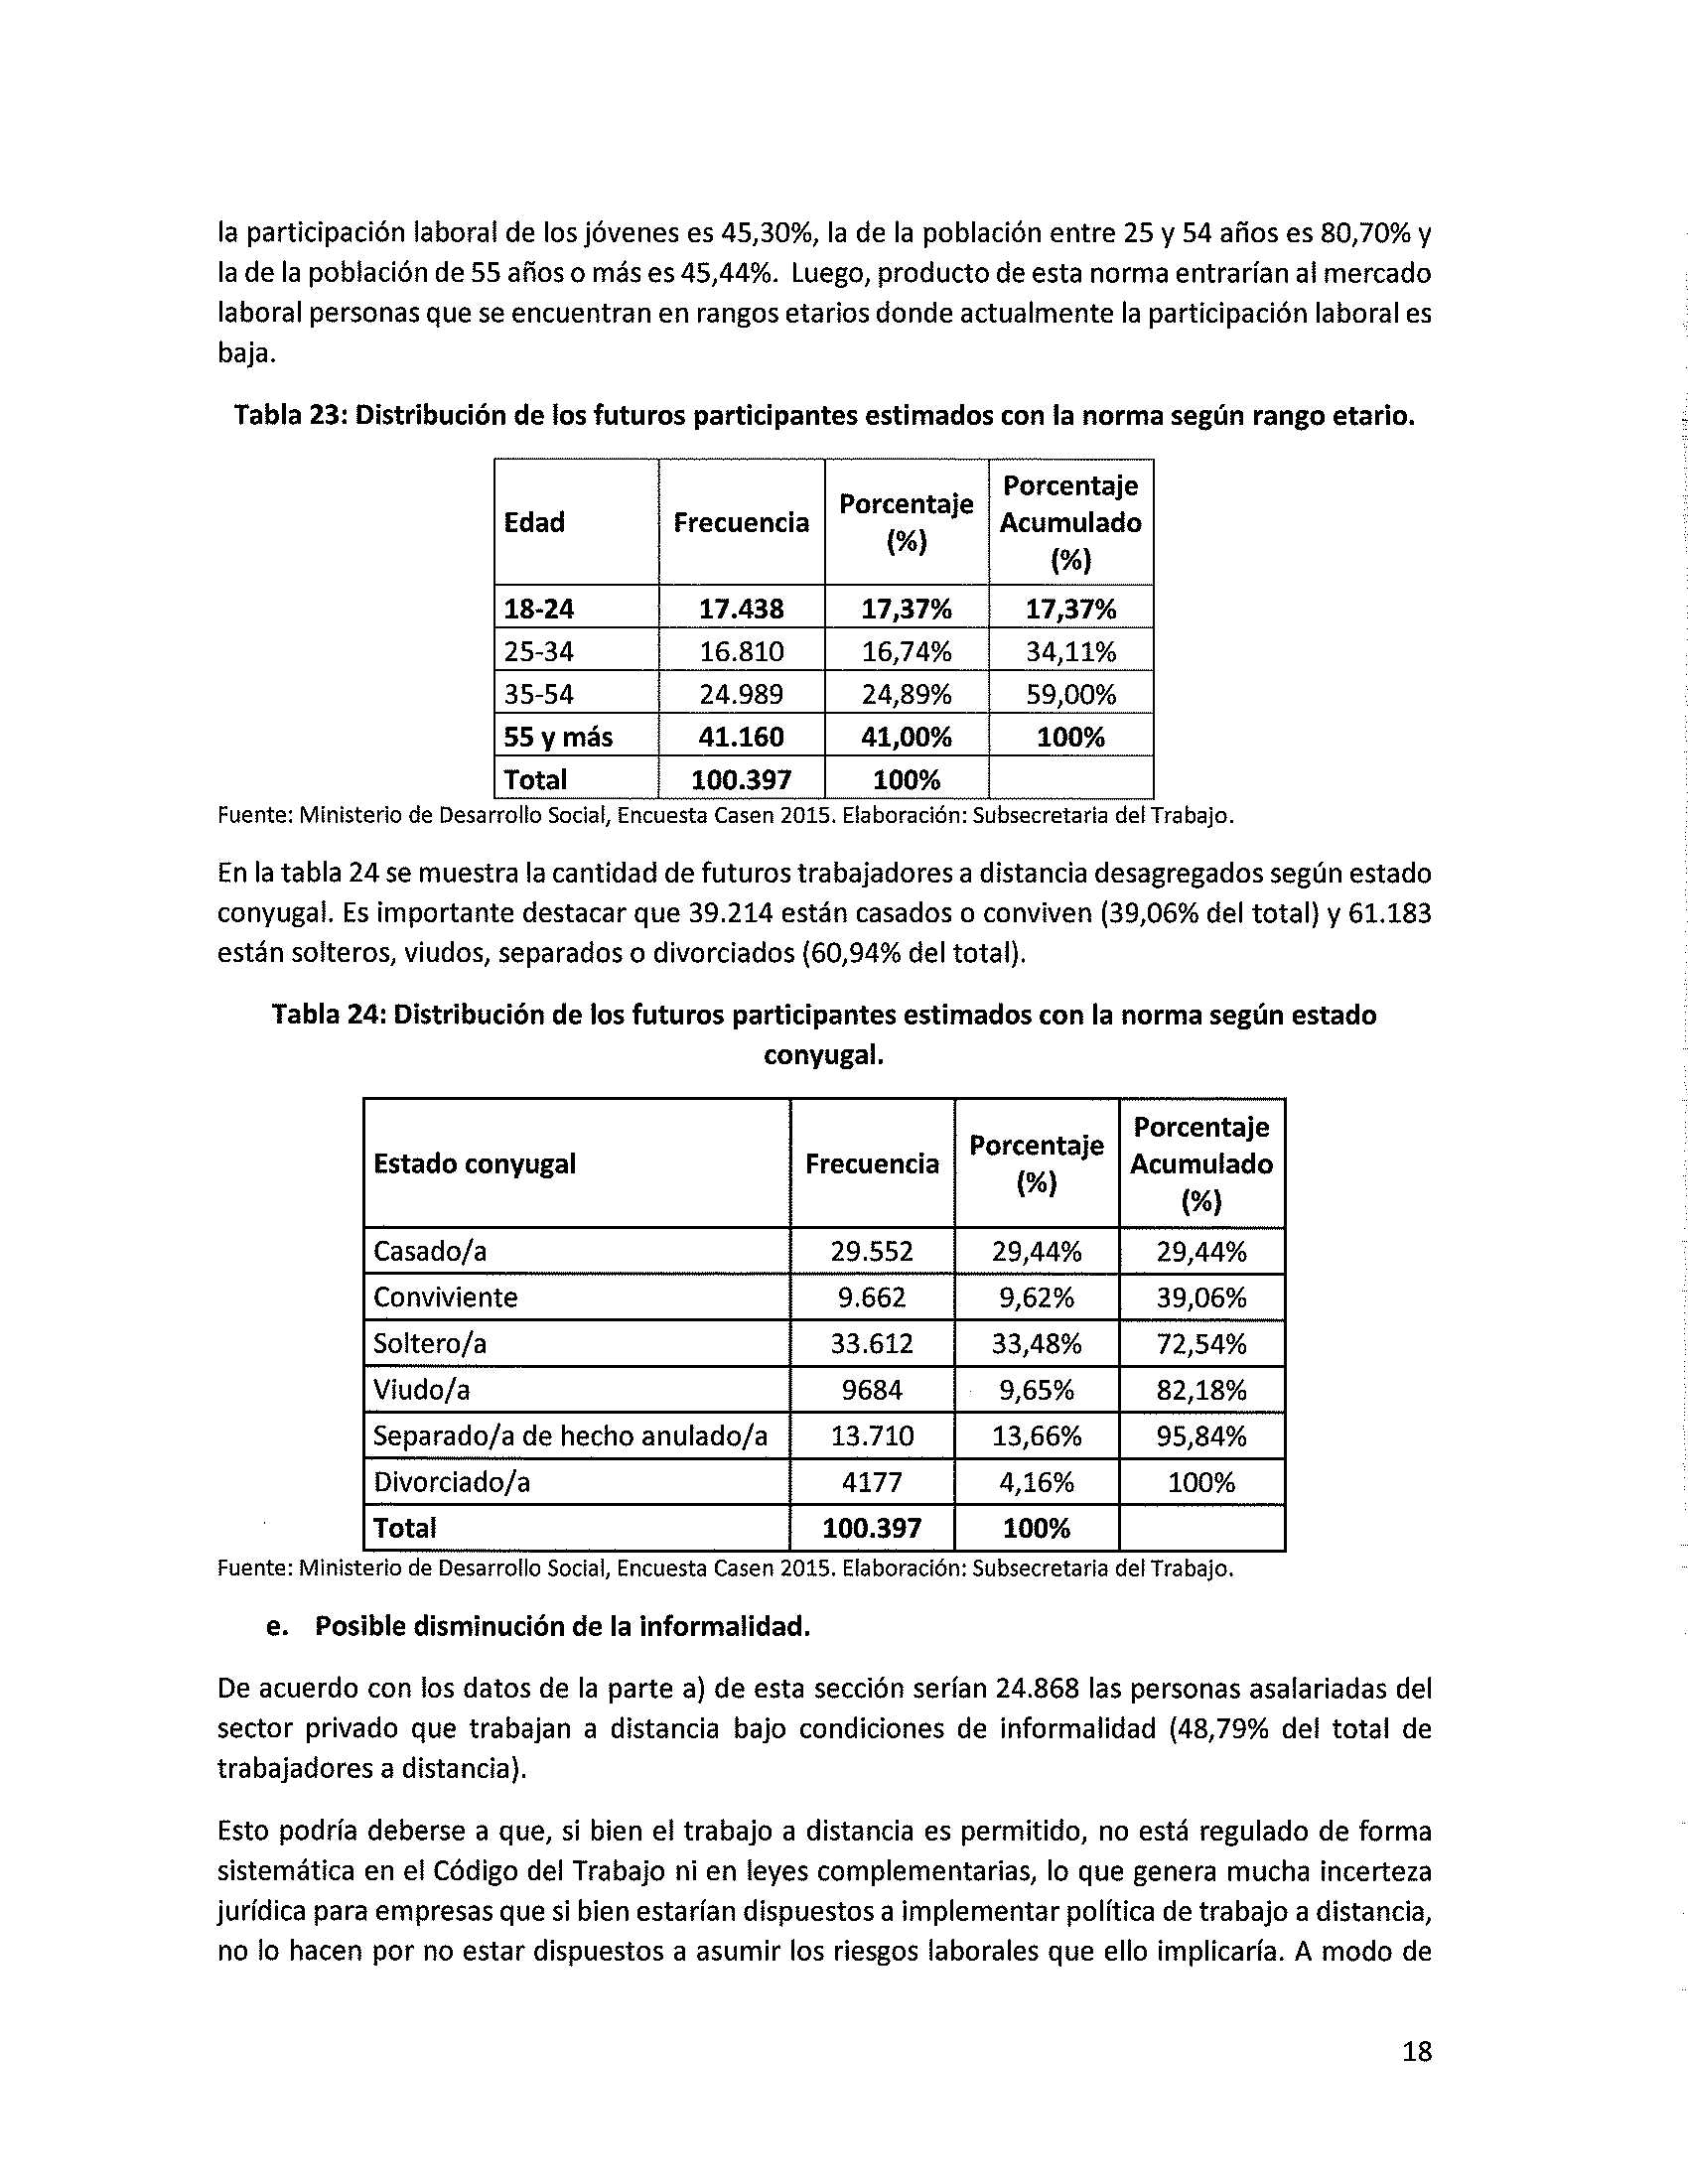 la participación laboral de los jóvenes es 45,30%, la de la población entre 25 y 54 años es 80,70% y
la de la población de 55 años o más es 45,44%. Luego, producto de esta norma entrarían al mercado
laboral personas que se encuentran en rangos etarios donde actualmente la participación laboral es
baja.
Tabla 23: Distribución de los futuros participantes estimados con la norma según rango etario.
Edad Frecuencia Porcentaje (%) Porcentaje Acumulado (%)
18-24 17.438 17,37% 17,37%
25-34 16.810 16,74% 34,11%
35-54 24.989 24,89% 59,00%
55 y más 41.160 41,00% 100%
Total 100.397 100%
Fuente: Ministerio de Desarrollo Social, Encuesta Casen 2015. Elaboración: Subsecretaria del Trabajo.
En la tabla 24 se muestra la cantidad de futuros trabajadores a distancia desagregados según estado
conyugal. Es importante destacar que 39.214 están casados o conviven (39,06% del total) y 61.183
están solteros, viudos, separados o divorciados (60,94% del total).
Tabla 24: Distribución de los futuros participantes estimados con la norma según estado
conyugal.
Estado conyugal Frecuencia Porcentaje (%) Porcentaje Acumulado (%)
Casado/a 29.552 29,44% 29,44%
Conviviente 9.662 9,62% 39,06%
Soltero/a 33.612 33,48% 72,54%
Viudo/a 9684 9,65% 82,18%
Separado/a de hecho anulado/a 13.710 13,66% 95,84%
Divorciado/a 4177 4,16% 100%
Total 100.397 100%
Fuente: Ministerio de Desarrollo Social, Encuesta Casen 2015. Elaboración: Subsecretaria del Trabajo.
e. Posible disminución de la informalidad.
De acuerdo con los datos de la parte a) de esta sección serían 24.868 las personas asalariadas del
sector privado que trabajan a distancia bajo condiciones de informalidad (48,79% del total de
trabajadores a distancia).
Esto podría deberse a que, si bien el trabajo a distancia es permitido, no está regulado de forma
sistemática en el Código del Trabajo ni en leyes complementarias, lo que genera mucha incerteza
jurídica para empresas que si bien estarían dispuestos a implementar política de trabajo a distancia,
no lo hacen por no estar dispuestos a asumir los riesgos laborales que ello implicaría. A modo de
18